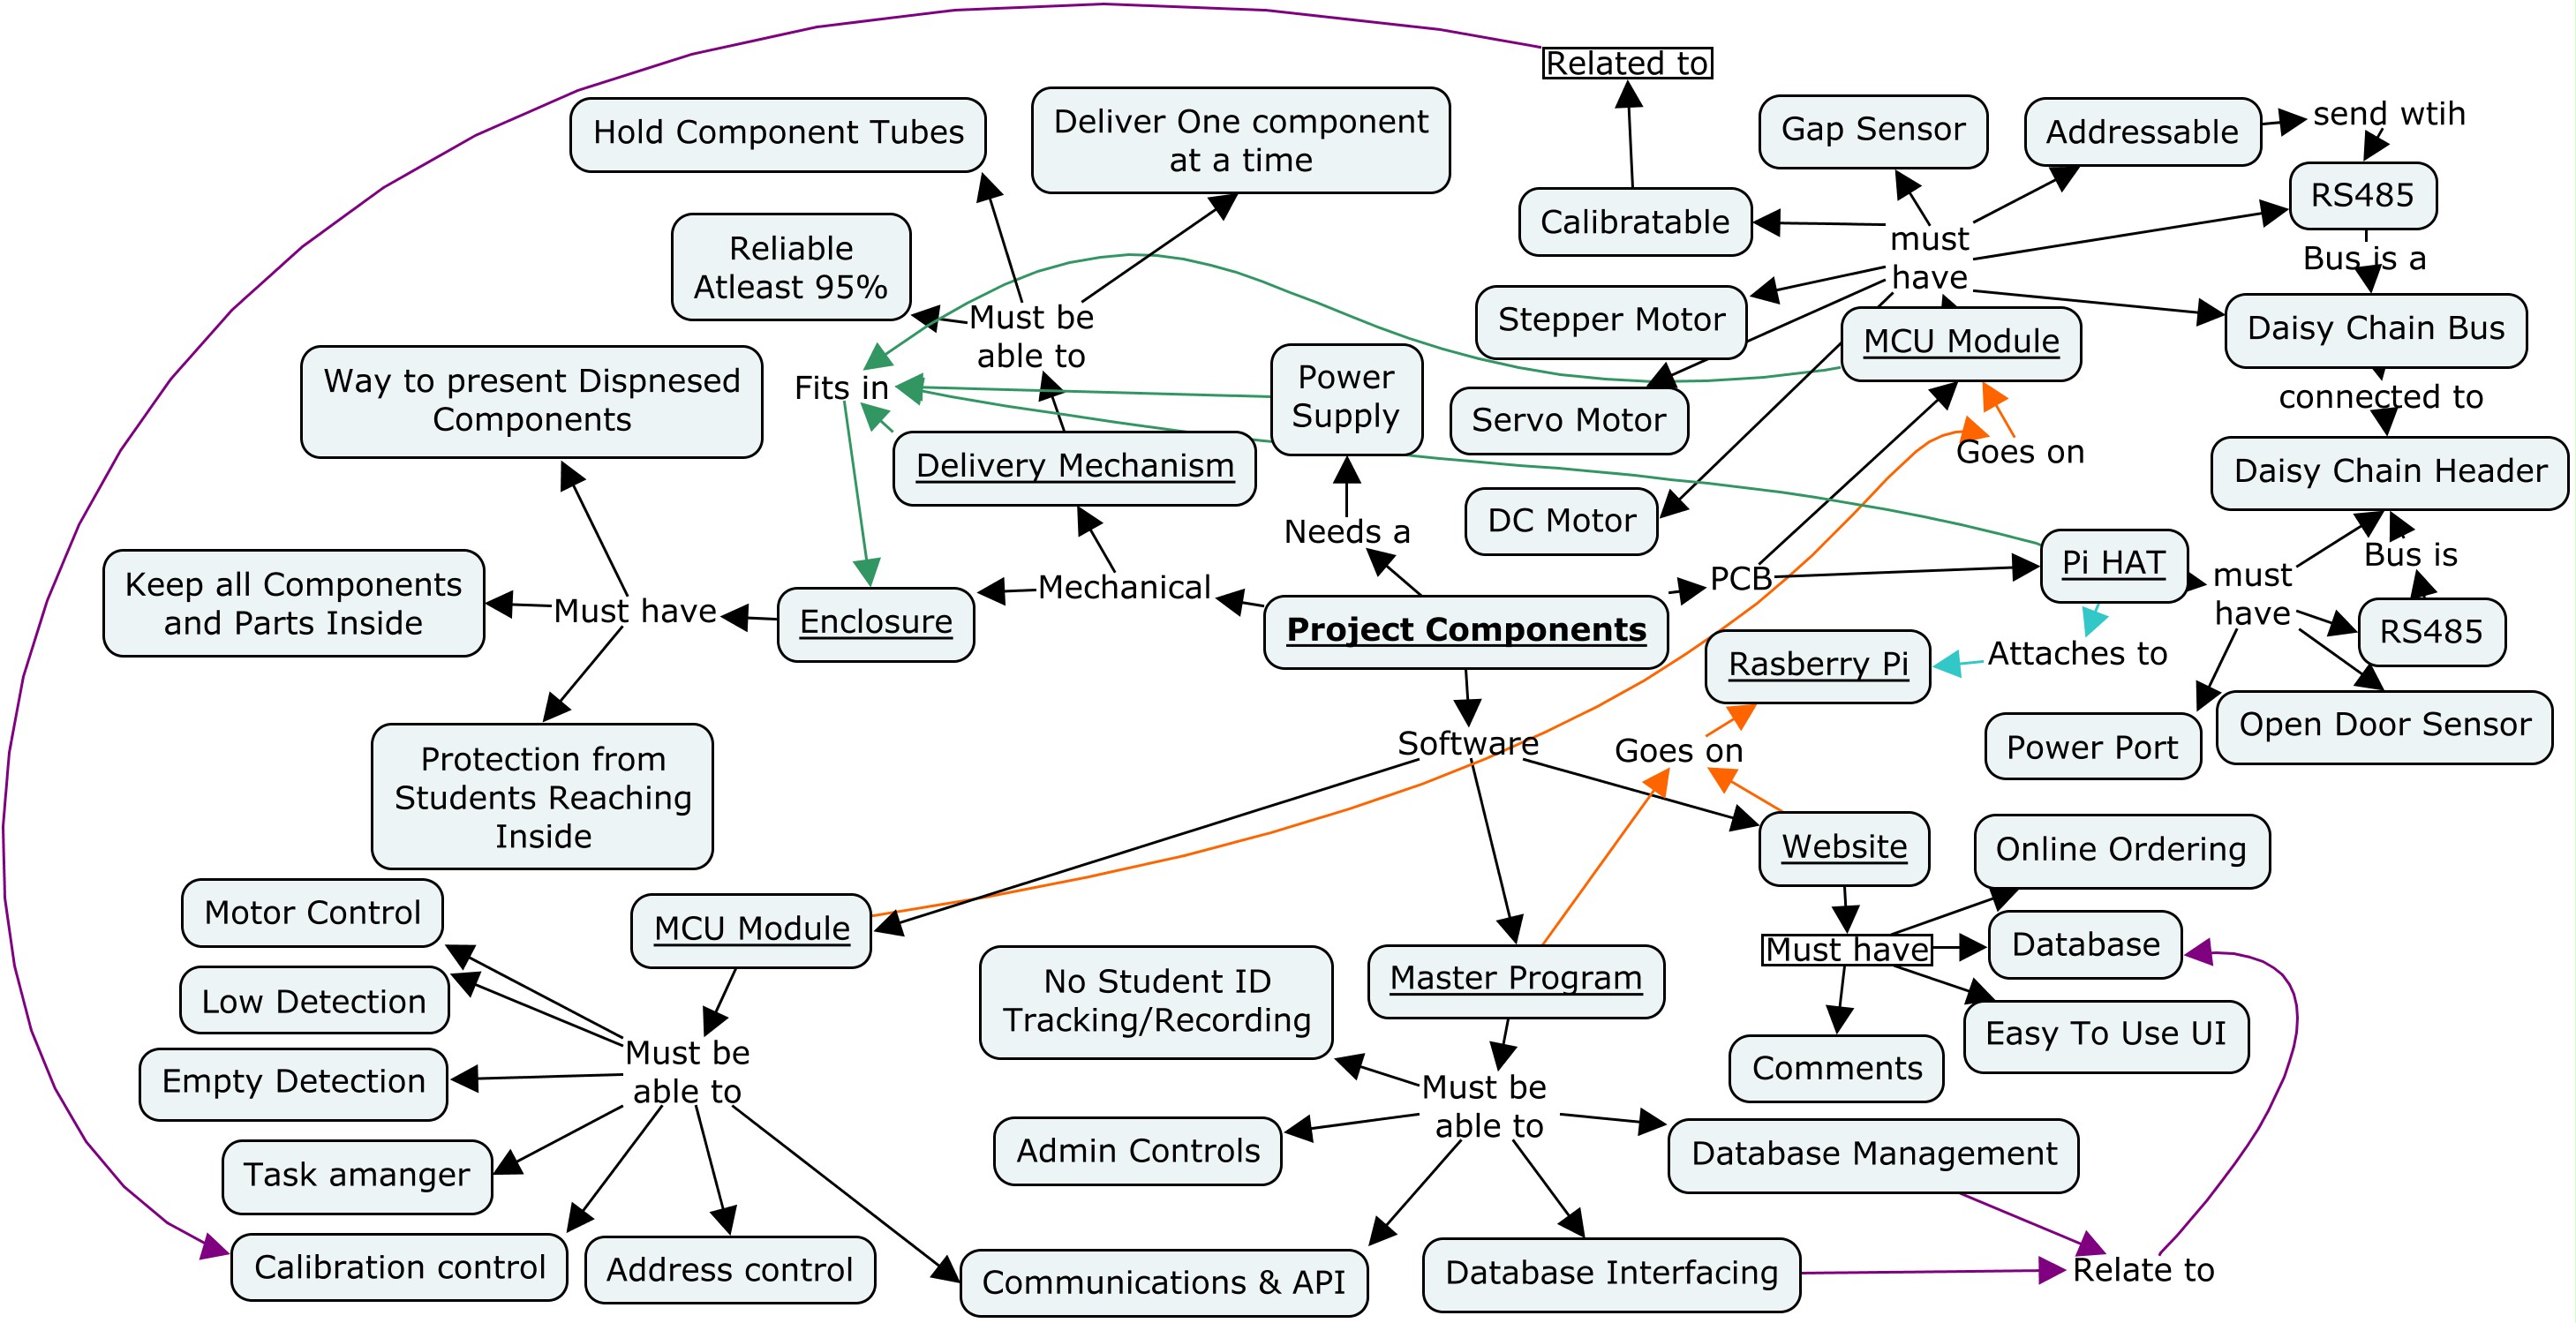 Related to
Hold Component Tubes
Deliver One component
at a time
Gap Sensor
Addressable
send wtih
RS485
Calibratable
must
have
Bus is a
Reliable
Atleast 95%
Must be
able to
Stepper Motor
MCU Module
Daisy Chain Bus
Way to present Dispnesed
Components
Fits in
Power
Supply
Servo Motor
connected to
Delivery Mechanism
Goes on
Daisy Chain Header
Needs a
DC Motor
Pi HAT
Bus is
Keep all Components
and Parts Inside
Must have
Enclosure
Mechanical
PCB
must
have
RS485
Project Components
Rasberry Pi
Attaches to
Protection from
Students Reaching
Inside
Software
Goes on
Power Port
Open Door Sensor
Website
Online Ordering
Motor Control
MCU Module
Must have
Database
Low Detection
No Student ID
Tracking/Recording
Master Program
Easy To Use UI
Must be
able to
Empty Detection
Comments
Must be
able to
Task amanger
Admin Controls
Database Management
Calibration control
Address control
Communications & API
Database Interfacing
Relate to